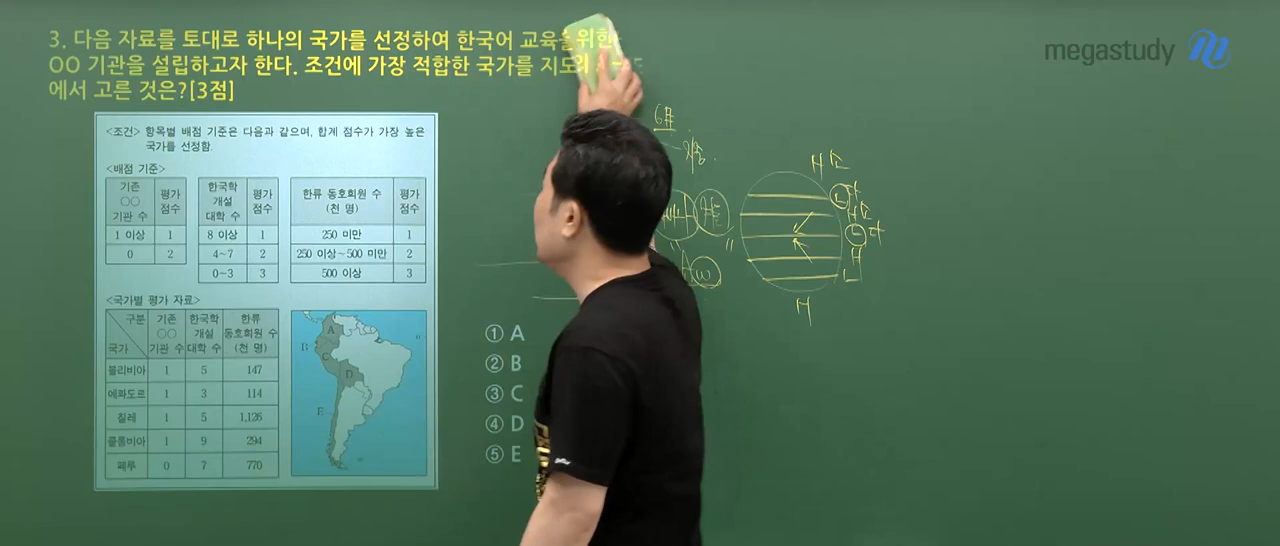 3. 다음 자료를 토대로 하나의 국가를 선정하여 한국어 교육을 위한
OO 기관을 설립하고자 한다. 조건에 가장 적합한 국가를 지도의
에서 고른 것은?[3점]
megastudy
<조건> 항목별 배점 기준은 다음과 같으며, 합계 점수가 가장 높은
국가를 선정함.
<배점 기준>
기존 ○○ 기관 수 평가 점수
1 이상 1
0 2
한국학 개설 대학 수 평가 점수
8 이상 1
4~7 2
0~3 3
한류 동호회원 수 (천 명) 평가 점수
250 미만 1
250 이상~500 미만 2
500 이상 3
<국가별 평가 자료>
구분 국가 기존 ○○ 기관 수 한국학 개설 대학 수 한류 동호회원 수 (천 명)
볼리비아 1 5 147
에콰도르 1 3 114
칠레 1 5 1,126
콜롬비아 1 9 294
페루 0 7 770
A
B
C
D
E
① A
② B
③ C
④ D
⑤ E